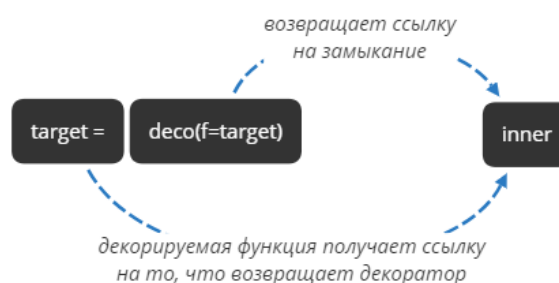 возвращает ссылку
на замыкание
target = deco(f=target) inner
декорируемая функция получает ссылку
на то, что возвращает декоратор